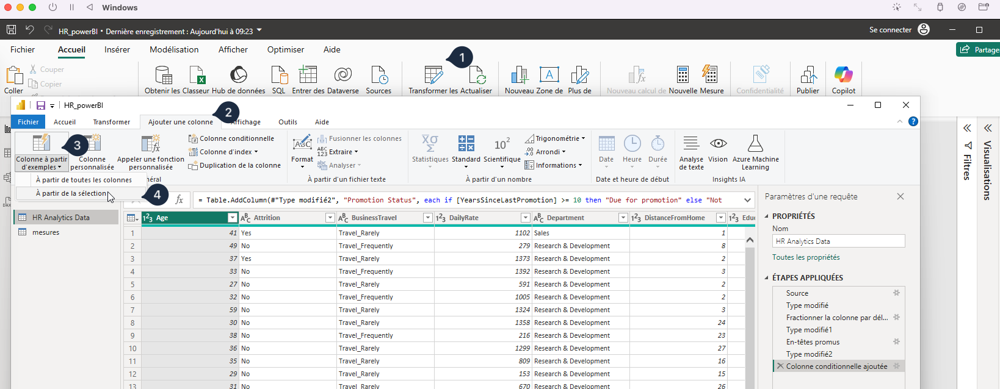 Windows
HR_powerBI • Dernière enregistrement : Aujourd'hui à 09:23
Se connecter
Fichier Accueil Insérer Modélisation Afficher Optimiser Aide
Partage
1
Couper
Copier
Coller
Obtenir les Classeur Hub de données SQL Entrer des Dataverse Sources Transformer les Actualiser Nouveau Zone de Plus de Nouveau calcul de Nouvelle Mesure Confidentialité Publier Copilot
HR_powerBI
2
Fichier Accueil Transformer Ajouter une colonne Affichage Outils Aide
3
Colonne à partir d'exemples
Colonne personnalisée
Appeler une fonction personnalisée
Colonne conditionnelle
Colonne d'index
Duplication de la colonne
Format
Fusionner les colonnes
Extraire
Analyser
Statistiques Standard Scientifique
Trigonométrie
Arrondi
Informations
Date Heure Durée
Analyse de texte
Vision
Azure Machine Learning
néral
À partir d'un fichier texte
À partir d'un nombre
Date et heure de début
Insights IA
À partir de toutes les colonnes
À partir de la sélection
4
= Table.AddColumn(#"Type modifié2", "Promotion Status", each if [YearsSinceLastPromotion] >= 10 then "Due for promotion" else "Not
HR Analytics Data
mesures
Age Attrition BusinessTravel DailyRate Department DistanceFromHome Educ
1 41 Yes Travel_Rarely 1102 Sales 1
2 49 No Travel_Frequently 279 Research & Development 8
3 37 Yes Travel_Rarely 1373 Research & Development 2
4 33 No Travel_Frequently 1392 Research & Development 3
5 27 No Travel_Rarely 591 Research & Development 2
6 32 No Travel_Frequently 1005 Research & Development 2
7 59 No Travel_Rarely 1324 Research & Development 3
8 30 No Travel_Rarely 1358 Research & Development 24
9 38 No Travel_Frequently 216 Research & Development 23
10 36 No Travel_Rarely 1299 Research & Development 27
11 35 No Travel_Rarely 809 Research & Development 16
12 29 No Travel_Rarely 153 Research & Development 15
13 31 No Travel_Rarely 670 Research & Development 26
Paramètres d'une requête
PROPRIÉTÉS
Nom
HR Analytics Data
Toutes les propriétés
ÉTAPES APPLIQUÉES
Source
Type modifié
Fractionner la colonne par dél...
Type modifié1
En-têtes promus
Type modifié2
Colonne conditionnelle ajoutée
Filtres
Visualisations